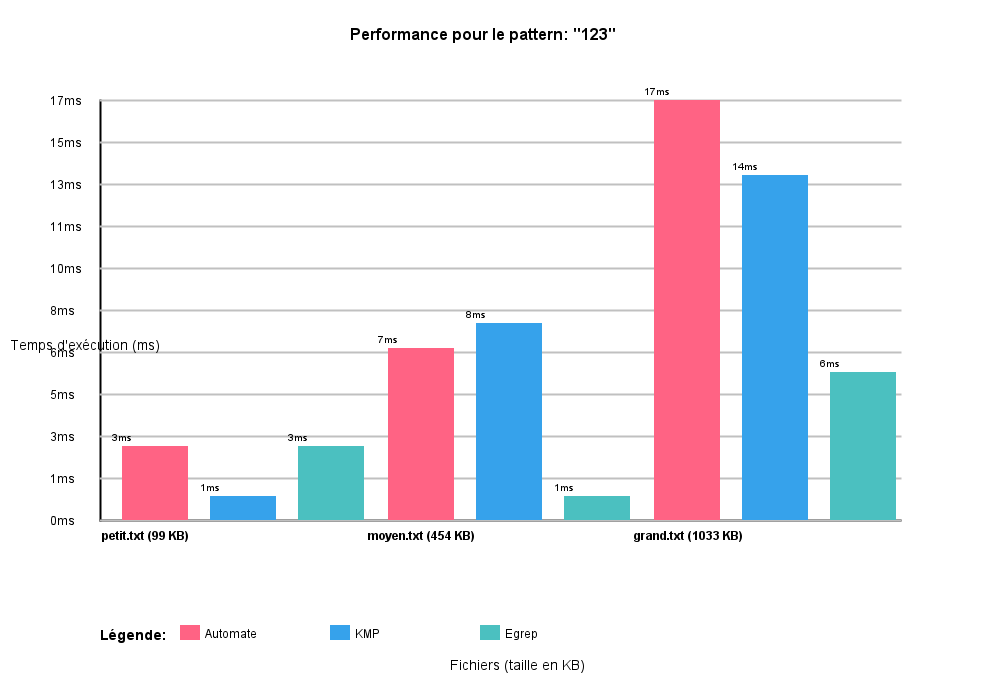 Performance pour le pattern: "123"
17ms
15ms
13ms
11ms
10ms
8ms
6ms
5ms
3ms
1ms
0ms
Temps d'exécution (ms)
3ms
1ms
3ms
7ms
8ms
1ms
17ms
14ms
6ms
petit.txt (99 KB)
moyen.txt (454 KB)
grand.txt (1033 KB)
Légende:
Automate
KMP
Egrep
Fichiers (taille en KB)